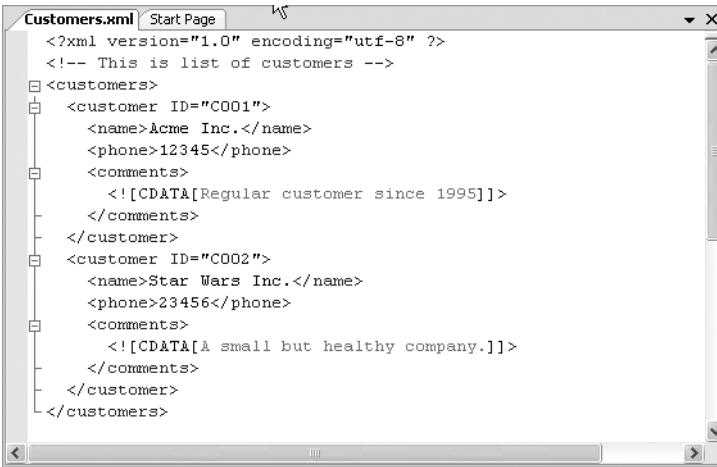 Customers.xml Start Page
<?xml version="1.0" encoding="utf-8" ?>
<!-- This is list of customers -->
<customers>
<customer ID="C001">
<name>Acme Inc.</name>
<phone>12345</phone>
<comments>
<![CDATA[Regular customer since 1995]]>
</comments>
</customer>
<customer ID="C002">
<name>Star Wars Inc.</name>
<phone>23456</phone>
<comments>
<![CDATA[A small but healthy company.]]>
</comments>
</customer>
</customers>